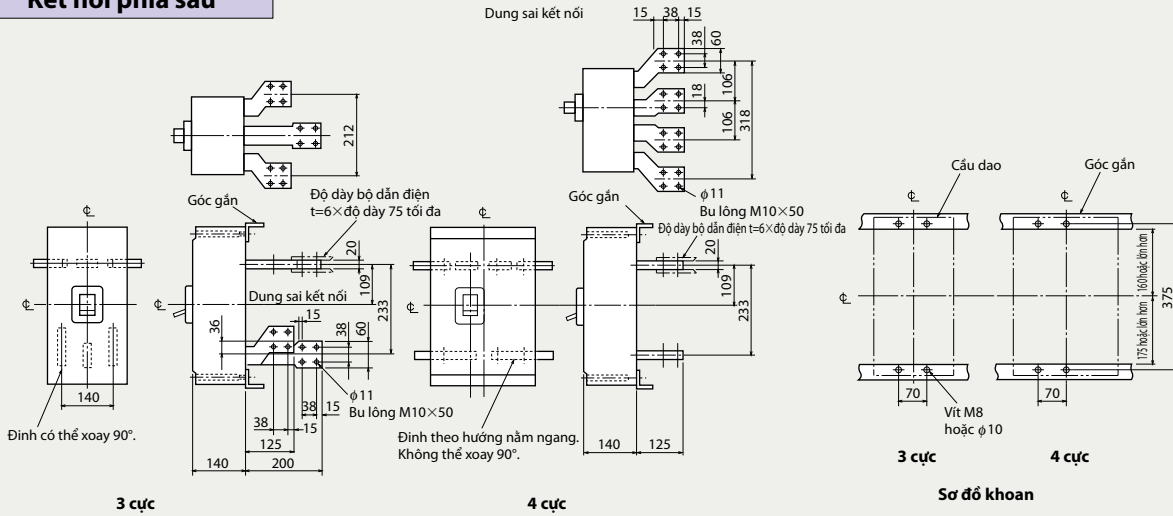 Kết nối phía sau
Dung sai kết nối
15
38
15
38
60
18
106
106
318
212
φ11
Bu lông M10×50
Độ dày bộ dẫn điện
t=6×độ dày 75 tối đa
Góc gắn
20
109
233
Dung sai kết nối
36
15
38
60
φ11
Bu lông M10×50
38
15
38
15
125
140
200
140
Đinh có thể xoay 90°.
3 cực
Góc gắn
Độ dày bộ dẫn điện t=6×độ dày 75 tối đa
20
109
233
Đinh theo hướng nằm ngang.
Không thể xoay 90°.
140
125
4 cực
Cầu dao
Góc gắn
160 hoặc lớn hơn
175 hoặc lớn hơn
375
70
70
Vít M8
hoặc φ10
3 cực
4 cực
Sơ đồ khoan
℄
℄
℄
℄
℄
℄
℄
℄